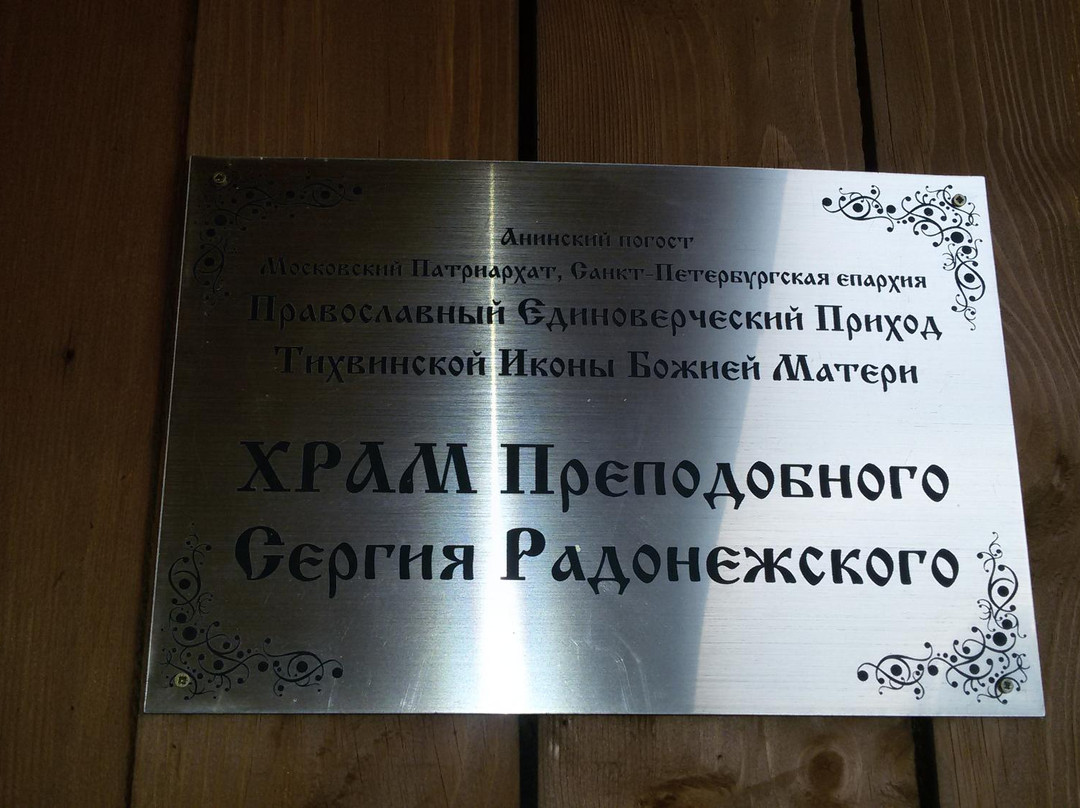 Анинский погост
Московский Патриархат, Санкт-Петербургская епархия
Православный Единоверческий Приход
Тихвинской Иконы Божией Матери
ХРАМ Преподобного
Сергия Радонежского